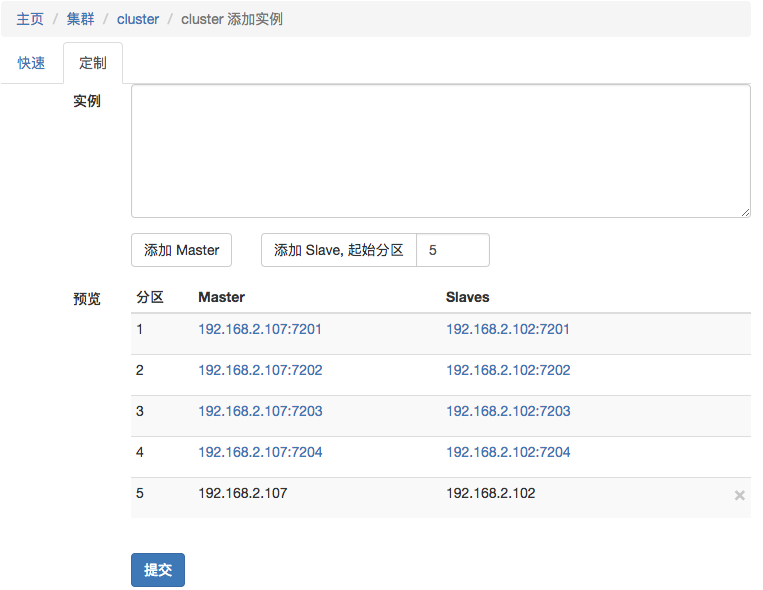 主页 / 集群 / cluster / cluster 添加实例
快速 定制
实例
添加 Master 添加 Slave, 起始分区 5
预览 分区 Master Slaves
1 192.168.2.107:7201 192.168.2.102:7201
2 192.168.2.107:7202 192.168.2.102:7202
3 192.168.2.107:7203 192.168.2.102:7203
4 192.168.2.107:7204 192.168.2.102:7204
5 192.168.2.107 192.168.2.102 ×
提交